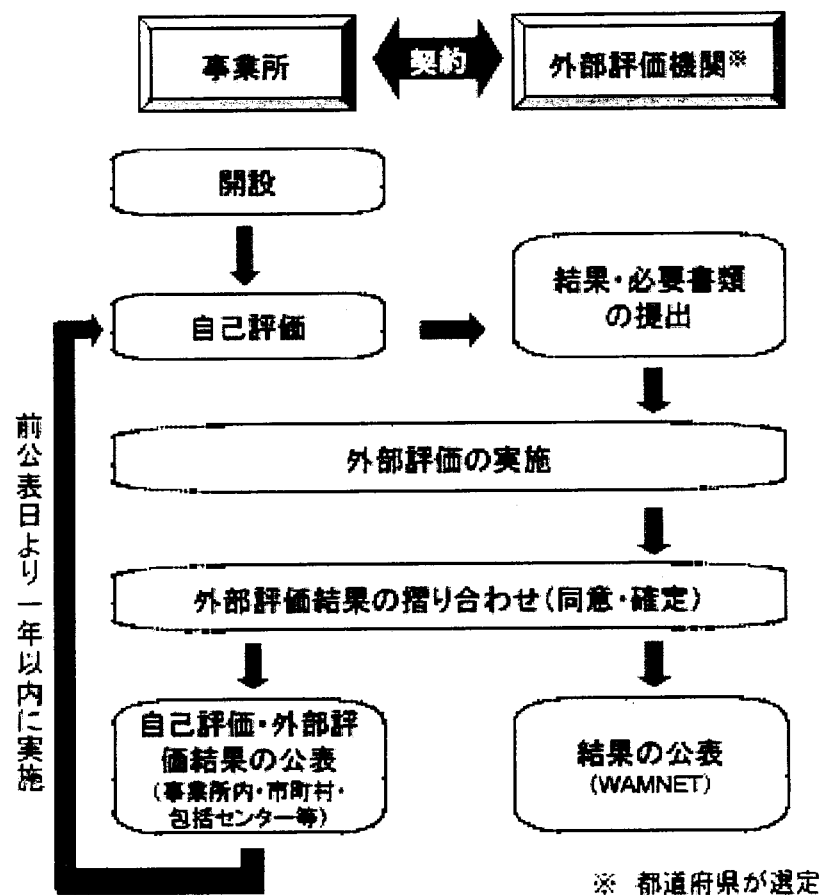 事業所
契約
外部評価機関※
開設
自己評価
結果・必要書類
の提出
外部評価の実施
外部評価結果の摺り合わせ(同意・確定)
自己評価・外部評
価結果の公表
(事業所内・市町村・
包括センター等)
結果の公表
(WAMNET)
前公表日より一年以内に実施
※ 都道府県が選定